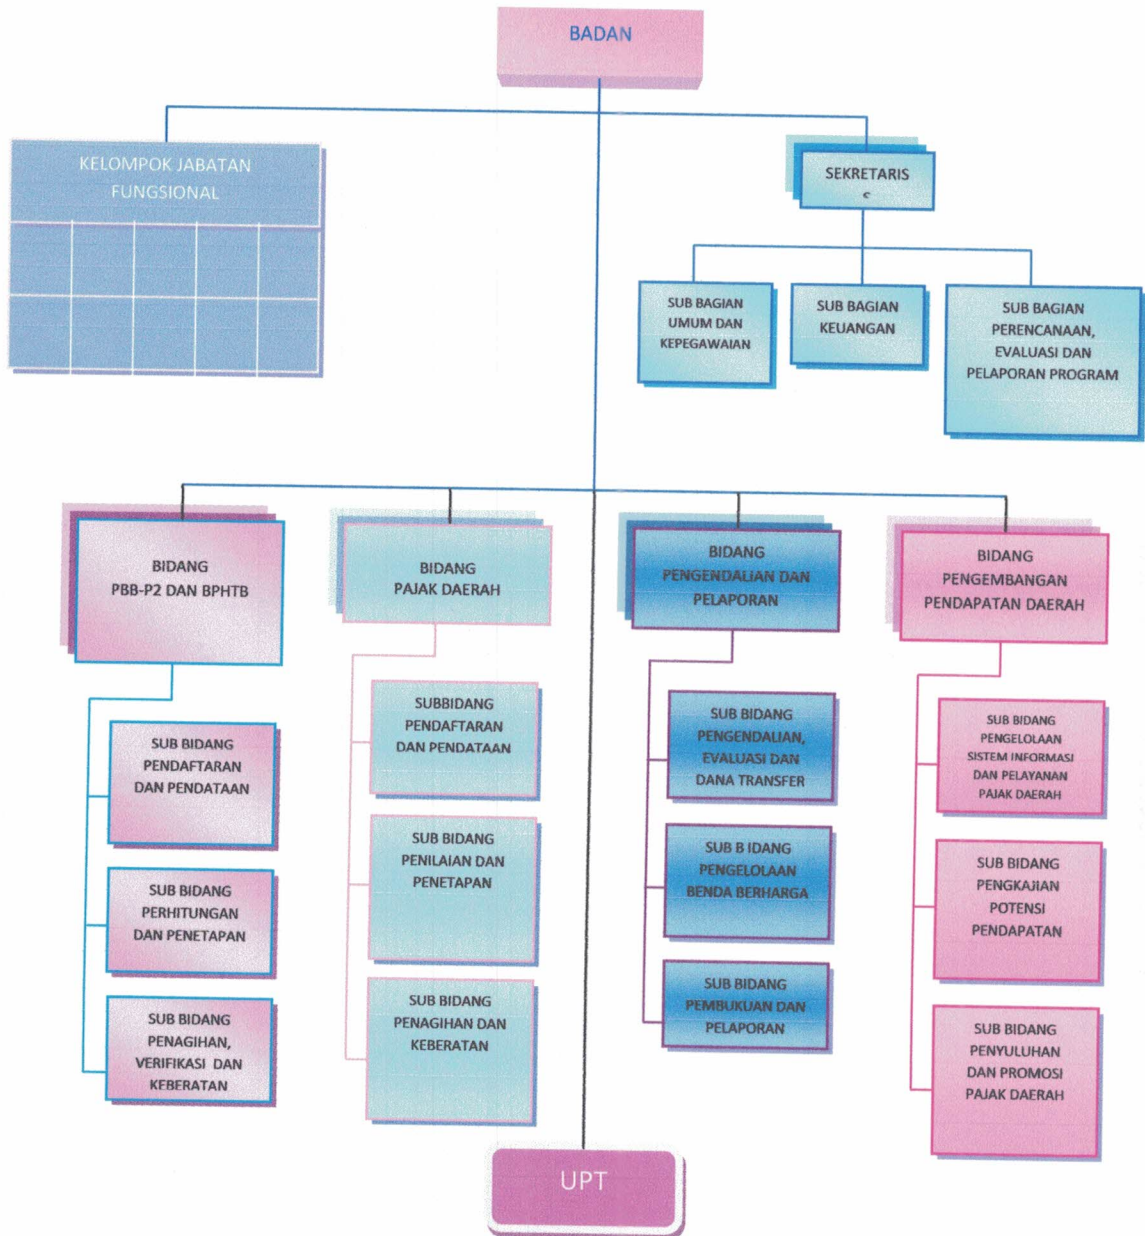 BADAN
KELOMPOK JABATAN
FUNGSIONAL
SEKRETARIS
SUB BAGIAN
UMUM DAN
KEPEGAWAIAN
SUB BAGIAN
KEUANGAN
SUB BAGIAN
PERENCANAAN,
EVALUASI DAN
PELAPORAN PROGRAM
BIDANG
PBB-P2 DAN BPHTB
BIDANG
PAJAK DAERAH
BIDANG
PENGENDALIAN DAN
PELAPORAN
BIDANG
PENGEMBANGAN
PENDAPATAN DAERAH
SUB BIDANG
PENDAFTARAN
DAN PENDATAAN
SUB BIDANG
PERHITUNGAN
DAN PENETAPAN
SUB BIDANG
PENAGIHAN,
VERIFIKASI DAN
KEBERATAN
SUBBIDANG
PENDAFTARAN
DAN PENDATAAN
SUB BIDANG
PENILAIAN DAN
PENETAPAN
SUB BIDANG
PENAGIHAN DAN
KEBERATAN
SUB BIDANG
PENGENDALIAN,
EVALUASI DAN
DANA TRANSFER
SUB B IDANG
PENGELOLAAN
BENDA BERHARGA
SUB BIDANG
PEMBUKUAN DAN
PELAPORAN
SUB BIDANG
PENGELOLAAN
SISTEM INFORMASI
DAN PELAYANAN
PAJAK DAERAH
SUB BIDANG
PENGKAJIAN
POTENSI
PENDAPATAN
SUB BIDANG
PENYULUHAN
DAN PROMOSI
PAJAK DAERAH
UPT